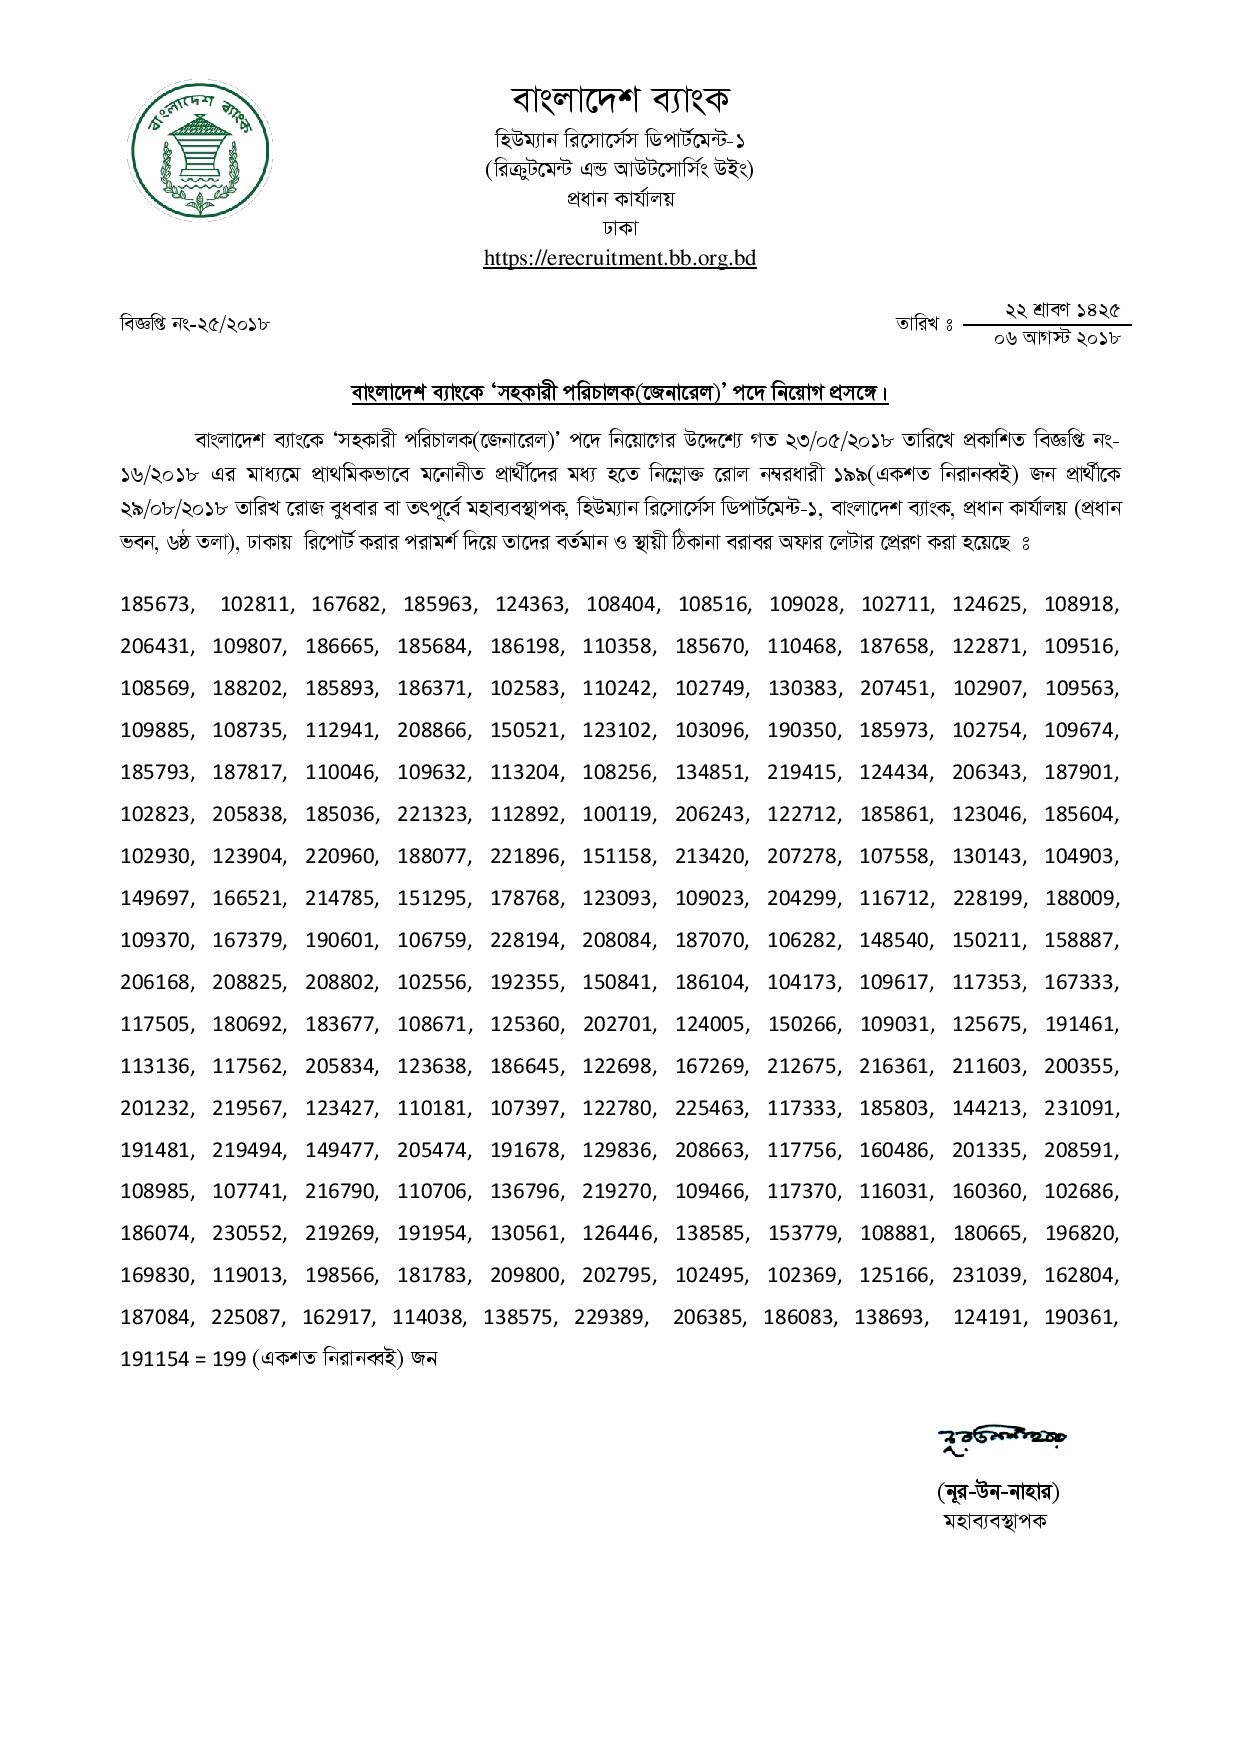 বাংলাদেশ ব্যাংক
বাংলাদেশ ব্যাংক
হিউম্যান রিসোর্সেস ডিপার্টমেন্ট-১
(রিক্রুটমেন্ট এন্ড আউটসোর্সিং উইং)
প্রধান কার্যালয়
ঢাকা
https://erecruitment.bb.org.bd
বিজ্ঞপ্তি নং-২৫/২০১৮
তারিখ ঃ ২২ শ্রাবণ ১৪২৫
০৬ আগস্ট ২০১৮
বাংলাদেশ ব্যাংকে ‘সহকারী পরিচালক(জেনারেল)’ পদে নিয়োগ প্রসঙ্গে।
বাংলাদেশ ব্যাংকে ‘সহকারী পরিচালক(জেনারেল)’ পদে নিয়োগের উদ্দেশ্যে গত ২৩/০৫/২০১৮ তারিখে প্রকাশিত বিজ্ঞপ্তি নং-
১৬/২০১৮ এর মাধ্যমে প্রাথমিকভাবে মনোনীত প্রার্থীদের মধ্য হতে নিম্নোক্ত রোল নম্বরধারী ১৯৯(একশত নিরানব্বই) জন প্রার্থীকে
২৯/০৮/২০১৮ তারিখ রোজ বুধবার বা তৎপূর্বে মহাব্যবস্থাপক, হিউম্যান রিসোর্সেস ডিপার্টমেন্ট-১, বাংলাদেশ ব্যাংক, প্রধান কার্যালয় (প্রধান
ভবন, ৬ষ্ঠ তলা), ঢাকায় রিপোর্ট করার পরামর্শ দিয়ে তাদের বর্তমান ও স্থায়ী ঠিকানা বরাবর অফার লেটার প্রেরণ করা হয়েছে ঃ
185673, 102811, 167682, 185963, 124363, 108404, 108516, 109028, 102711, 124625, 108918,
206431, 109807, 186665, 185684, 186198, 110358, 185670, 110468, 187658, 122871, 109516,
108569, 188202, 185893, 186371, 102583, 110242, 102749, 130383, 207451, 102907, 109563,
109885, 108735, 112941, 208866, 150521, 123102, 103096, 190350, 185973, 102754, 109674,
185793, 187817, 110046, 109632, 113204, 108256, 134851, 219415, 124434, 206343, 187901,
102823, 205838, 185036, 221323, 112892, 100119, 206243, 122712, 185861, 123046, 185604,
102930, 123904, 220960, 188077, 221896, 151158, 213420, 207278, 107558, 130143, 104903,
149697, 166521, 214785, 151295, 178768, 123093, 109023, 204299, 116712, 228199, 188009,
109370, 167379, 190601, 106759, 228194, 208084, 187070, 106282, 148540, 150211, 158887,
206168, 208825, 208802, 102556, 192355, 150841, 186104, 104173, 109617, 117353, 167333,
117505, 180692, 183677, 108671, 125360, 202701, 124005, 150266, 109031, 125675, 191461,
113136, 117562, 205834, 123638, 186645, 122698, 167269, 212675, 216361, 211603, 200355,
201232, 219567, 123427, 110181, 107397, 122780, 225463, 117333, 185803, 144213, 231091,
191481, 219494, 149477, 205474, 191678, 129836, 208663, 117756, 160486, 201335, 208591,
108985, 107741, 216790, 110706, 136796, 219270, 109466, 117370, 116031, 160360, 102686,
186074, 230552, 219269, 191954, 130561, 126446, 138585, 153779, 108881, 180665, 196820,
169830, 119013, 198566, 181783, 209800, 202795, 102495, 102369, 125166, 231039, 162804,
187084, 225087, 162917, 114038, 138575, 229389, 206385, 186083, 138693, 124191, 190361,
191154 = 199 (একশত নিরানব্বই) জন
(নূর-উন-নাহার)
মহাব্যবস্থাপক